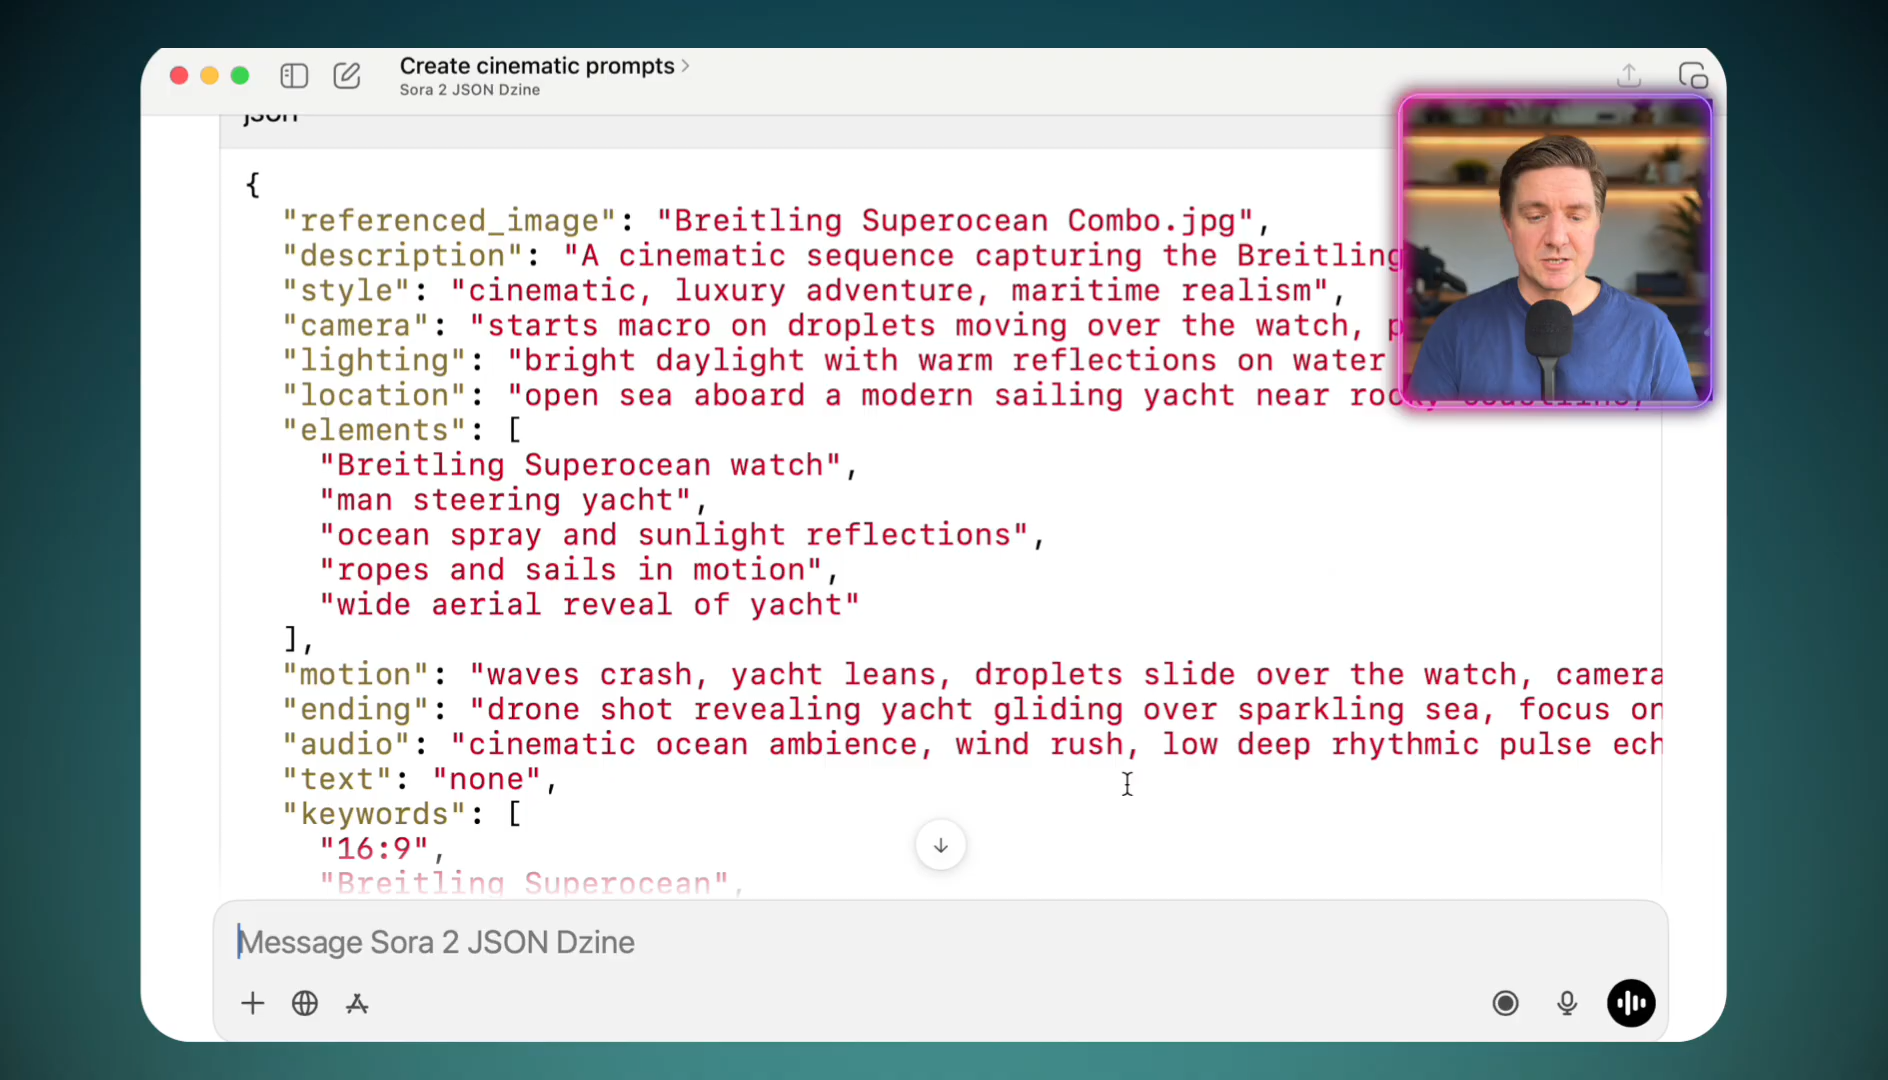 Create cinematic prompts
Sora 2 JSON Dzine
json
{
"referenced_image": "Breitling Superocean Combo.jpg",
"description": "A cinematic sequence capturing the Breitling
"style": "cinematic, luxury adventure, maritime realism",
"camera": "starts macro on droplets moving over the watch, p
"lighting": "bright daylight with warm reflections on water
"location": "open sea aboard a modern sailing yacht near rocky coastline,
"elements": [
"Breitling Superocean watch",
"man steering yacht",
"ocean spray and sunlight reflections",
"ropes and sails in motion",
"wide aerial reveal of yacht"
],
"motion": "waves crash, yacht leans, droplets slide over the watch, camera
"ending": "drone shot revealing yacht gliding over sparkling sea, focus on
"audio": "cinematic ocean ambience, wind rush, low deep rhythmic pulse ech
"text": "none",
"keywords": [
"16:9",
"Breitling Superocean",
Message Sora 2 JSON Dzine